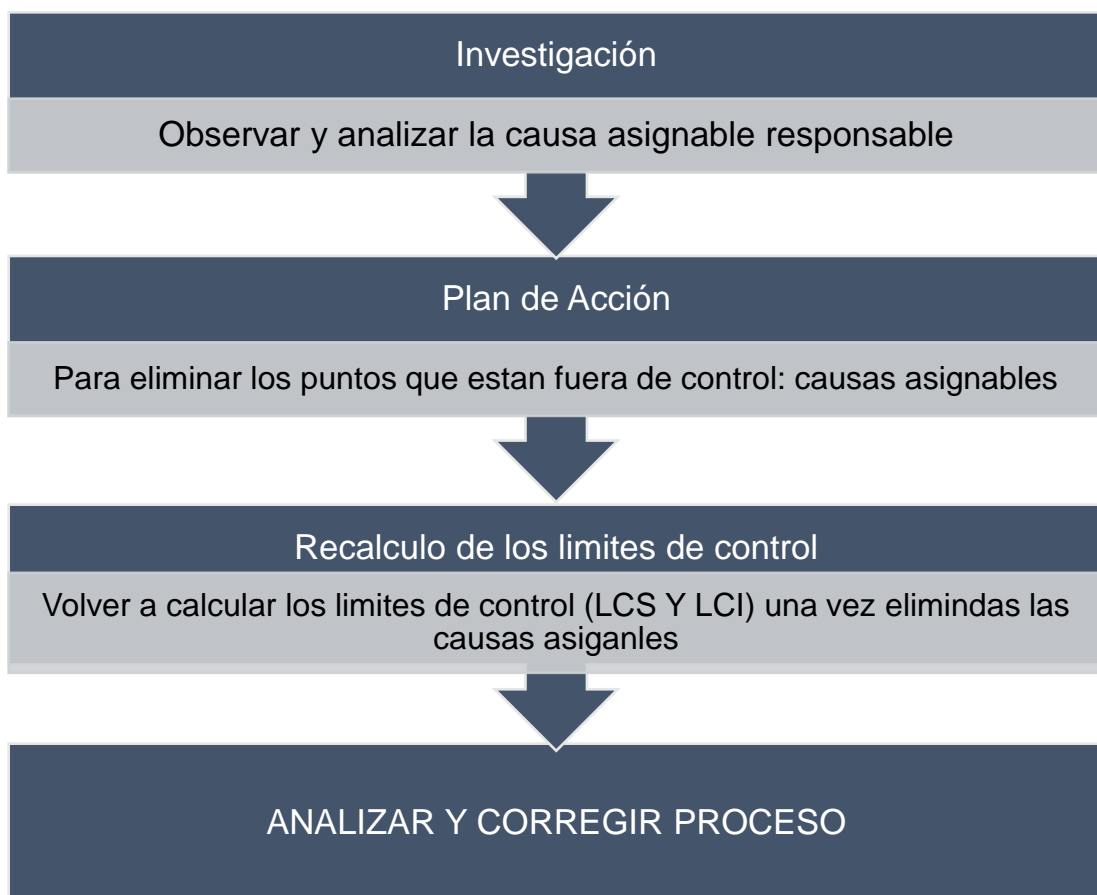 Investigación
Observar y analizar la causa asignable responsable
Plan de Acción
Para eliminar los puntos que estan fuera de control: causas asignables
Recalculo de los limites de control
Volver a calcular los limites de control (LCS Y LCI) una vez elimindas las
causas asiganles
ANALIZAR Y CORREGIR PROCESO